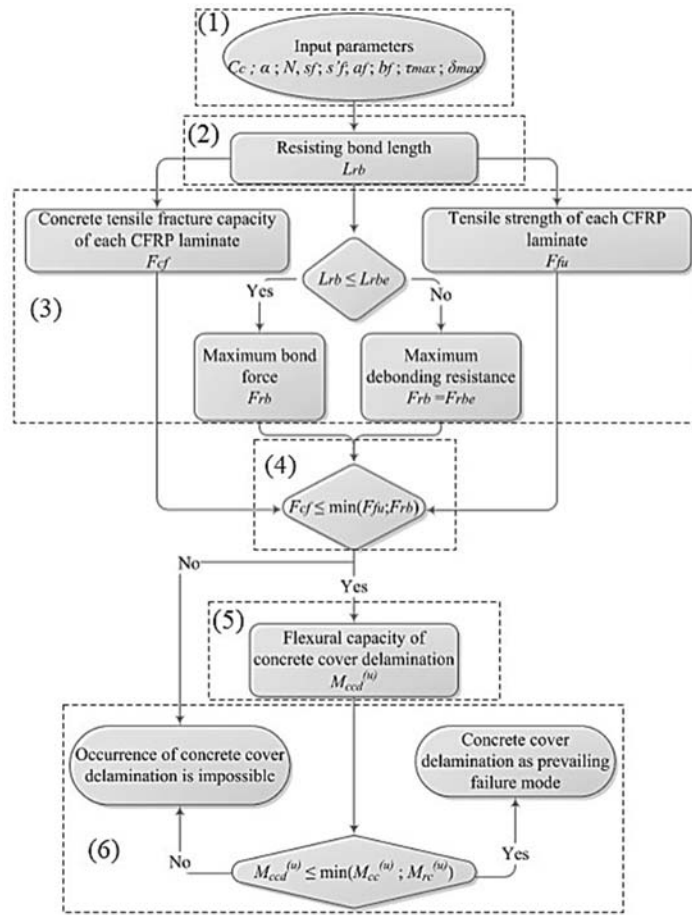 (1)
Input parameters
Cc ; α ; N, sf ; s'f ; af ; bf ; τmax ; δmax
(2)
Resisting bond length
Lrb
Concrete tensile fracture capacity
of each CFRP laminate
Fcf
Tensile strength of each CFRP
laminate
Ffu
Lrb ≤ Lrbe
Yes
No
(3)
Maximum bond
force
Frb
Maximum
debonding resistance
Frb =Frbe
(4)
Fcf ≤ min(Ffu;Frb)
No
Yes
(5)
Flexural capacity of
concrete cover delamination
Mccd(u)
Occurrence of concrete cover
delamination is impossible
Concrete cover
delamination as prevailing
failure mode
(6)
No
Mccd(u) ≤ min(Mcc(u) ; Mrc(u))
Yes